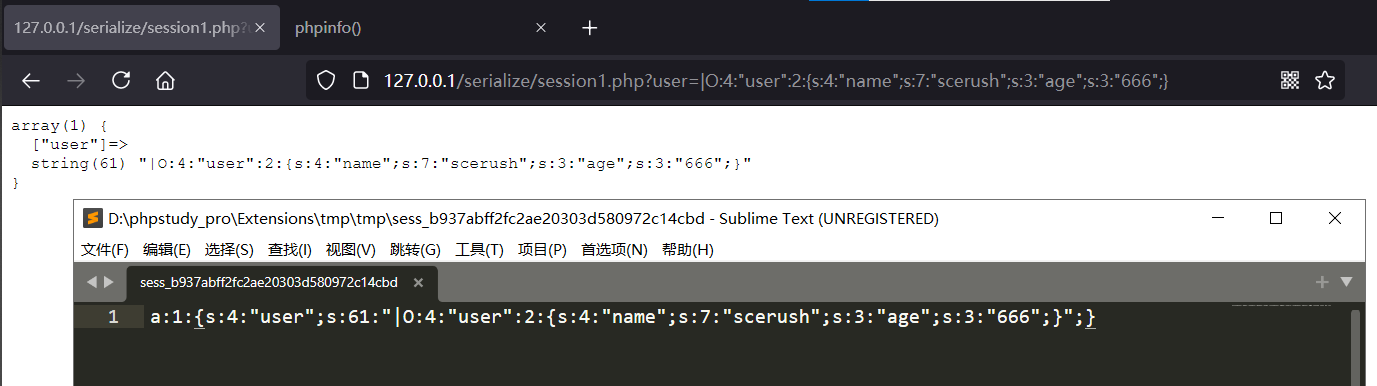 127.0.0.1/serialize/session1.php?u
phpinfo()
127.0.0.1/serialize/session1.php?user=|O:4:"user":2:{s:4:"name";s:7:"scerush";s:3:"age";s:3:"666";}
array(1) {
["user"]=>
string(61) "|O:4:"user":2:{s:4:"name";s:7:"scerush";s:3:"age";s:3:"666";}"
}
D:\phpstudy_pro\Extensions\tmp\tmp\sess_b937abff2fc2ae20303d580972c14cbd - Sublime Text (UNREGISTERED)
文件(F) 编辑(E) 选择(S) 查找(I) 视图(V) 跳转(G) 工具(T) 项目(P) 首选项(N) 帮助(H)
sess_b937abff2fc2ae20303d580972c14cbd
1 a:1:{s:4:"user";s:61:"|O:4:"user":2:{s:4:"name";s:7:"scerush";s:3:"age";s:3:"666";}";}